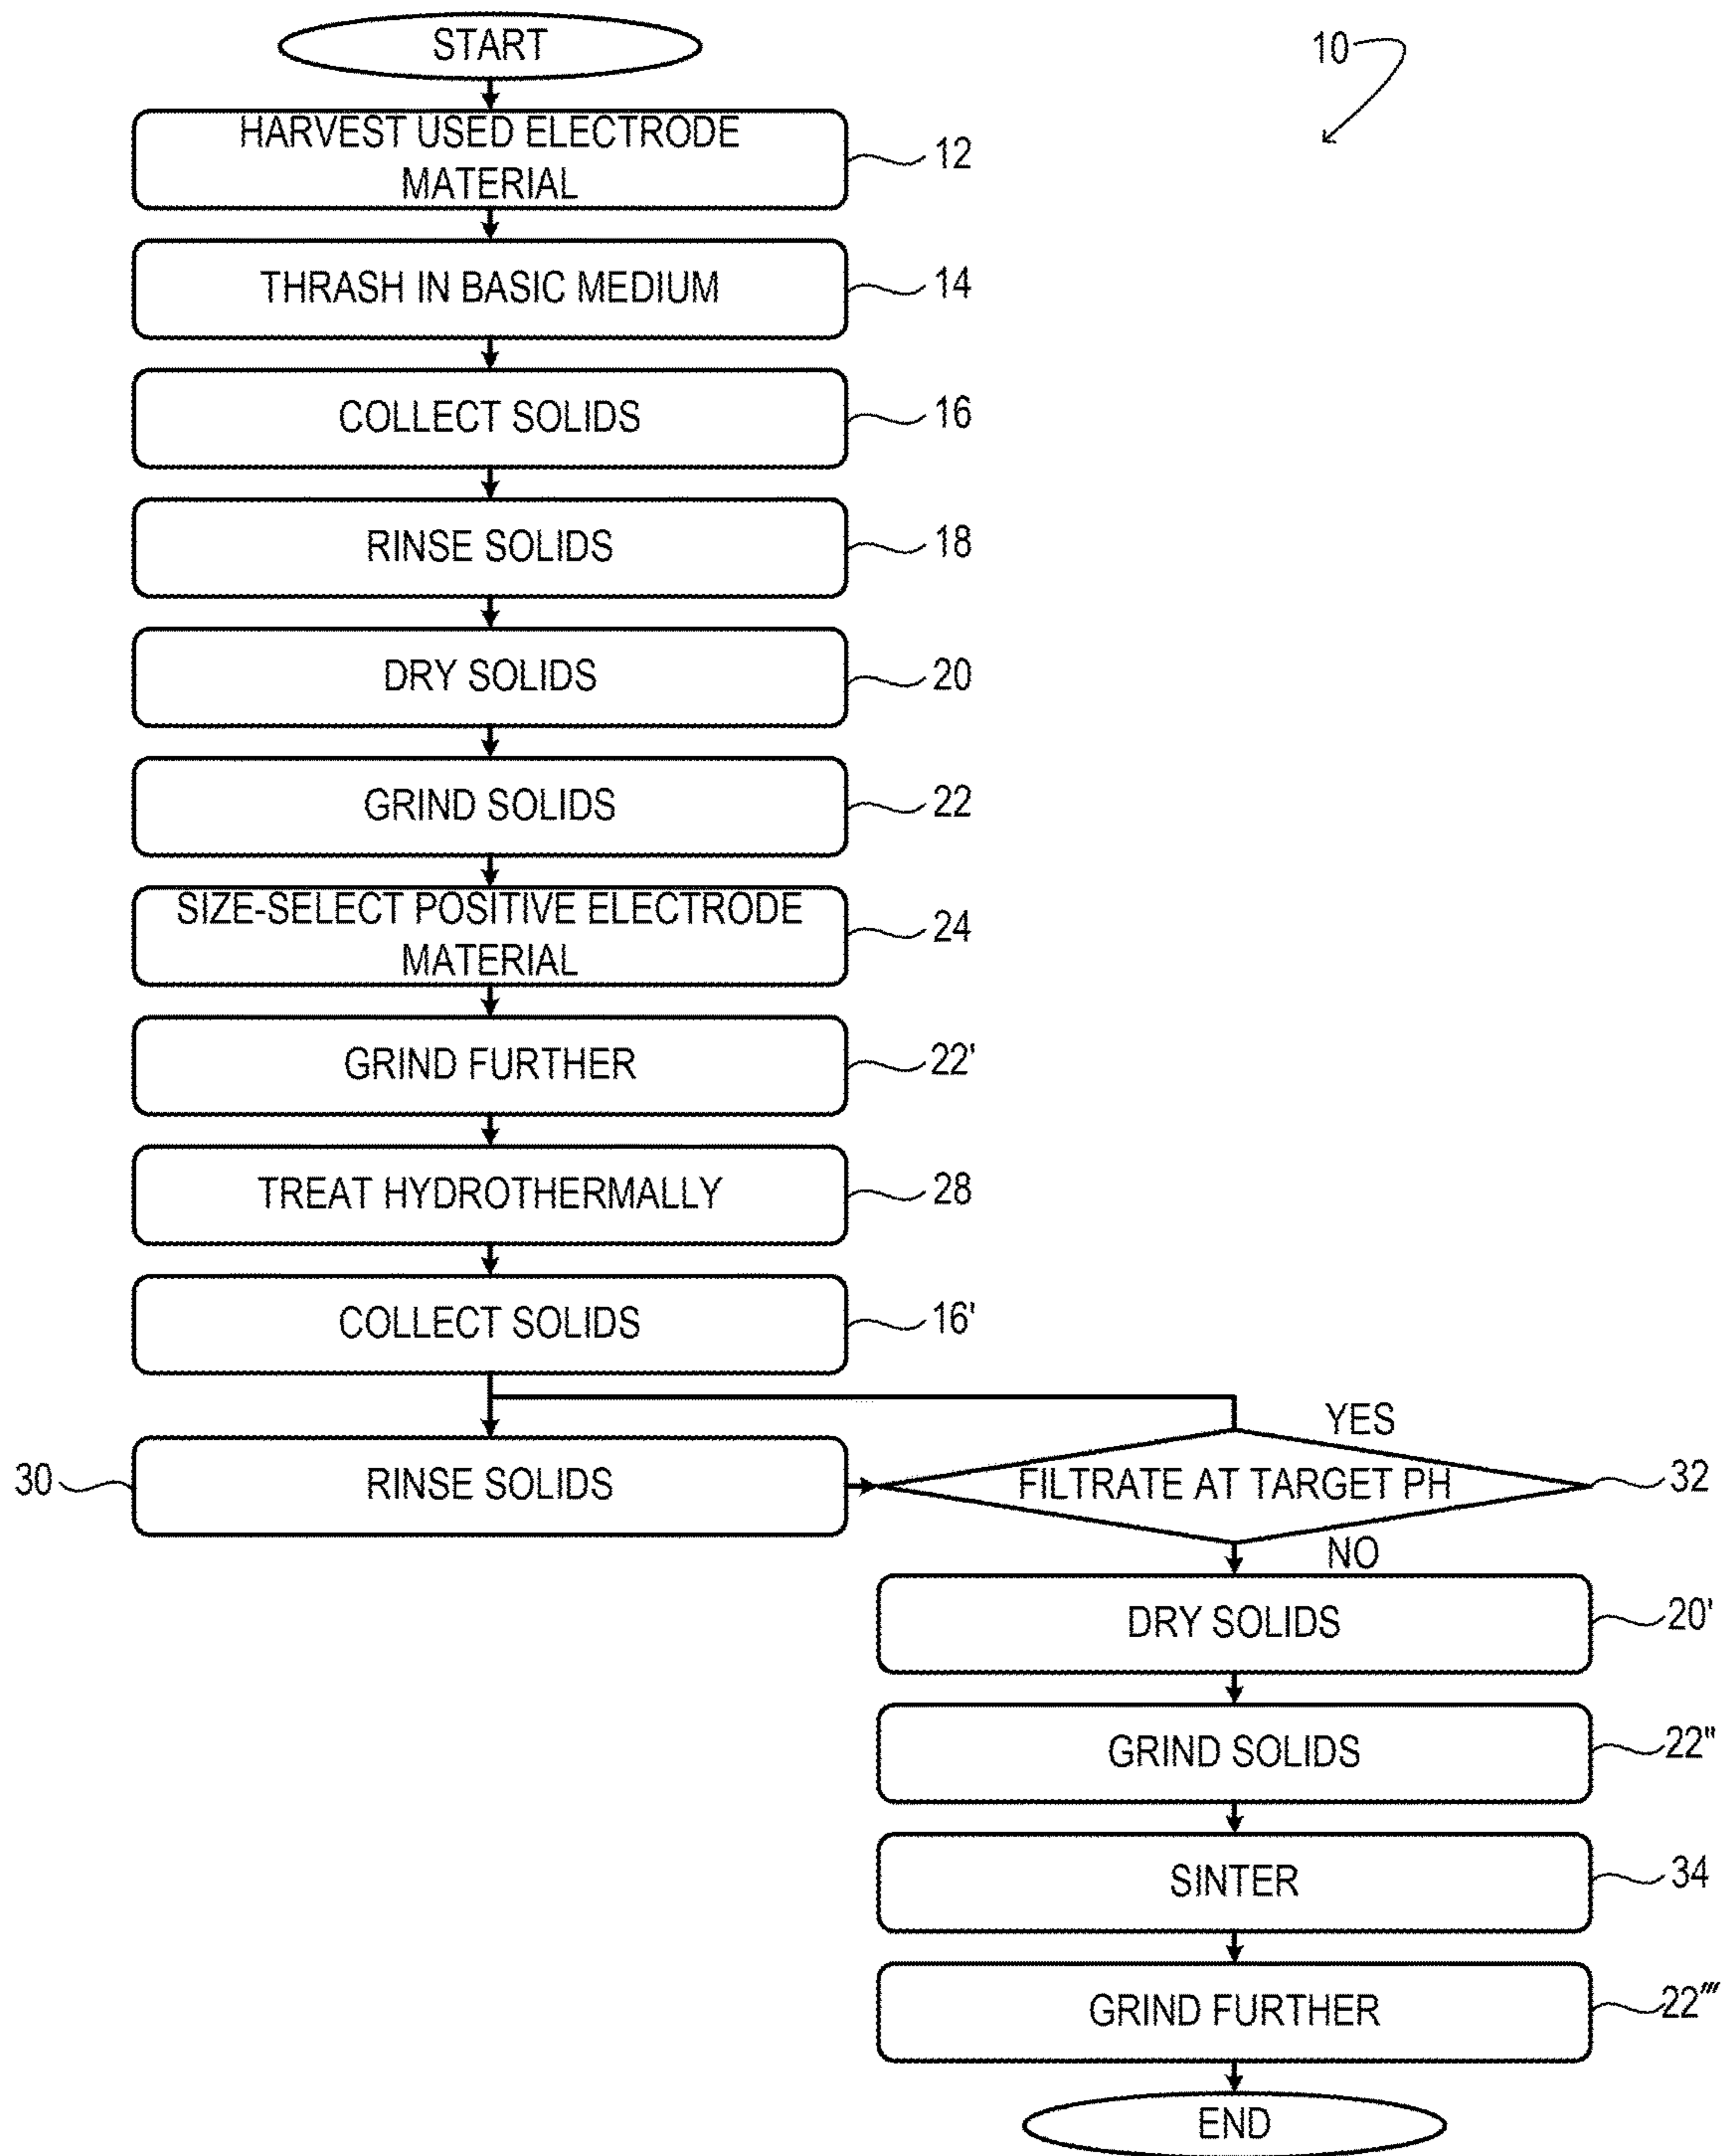 START
10
HARVEST USED ELECTRODE
MATERIAL
12
THRASH IN BASIC MEDIUM
14
COLLECT SOLIDS
16
RINSE SOLIDS
18
DRY SOLIDS
20
GRIND SOLIDS
22
SIZE-SELECT POSITIVE ELECTRODE
MATERIAL
24
GRIND FURTHER
22'
TREAT HYDROTHERMALLY
28
COLLECT SOLIDS
16'
30
RINSE SOLIDS
YES
FILTRATE AT TARGET PH
32
NO
DRY SOLIDS
20'
GRIND SOLIDS
22"
SINTER
34
GRIND FURTHER
22'''
END